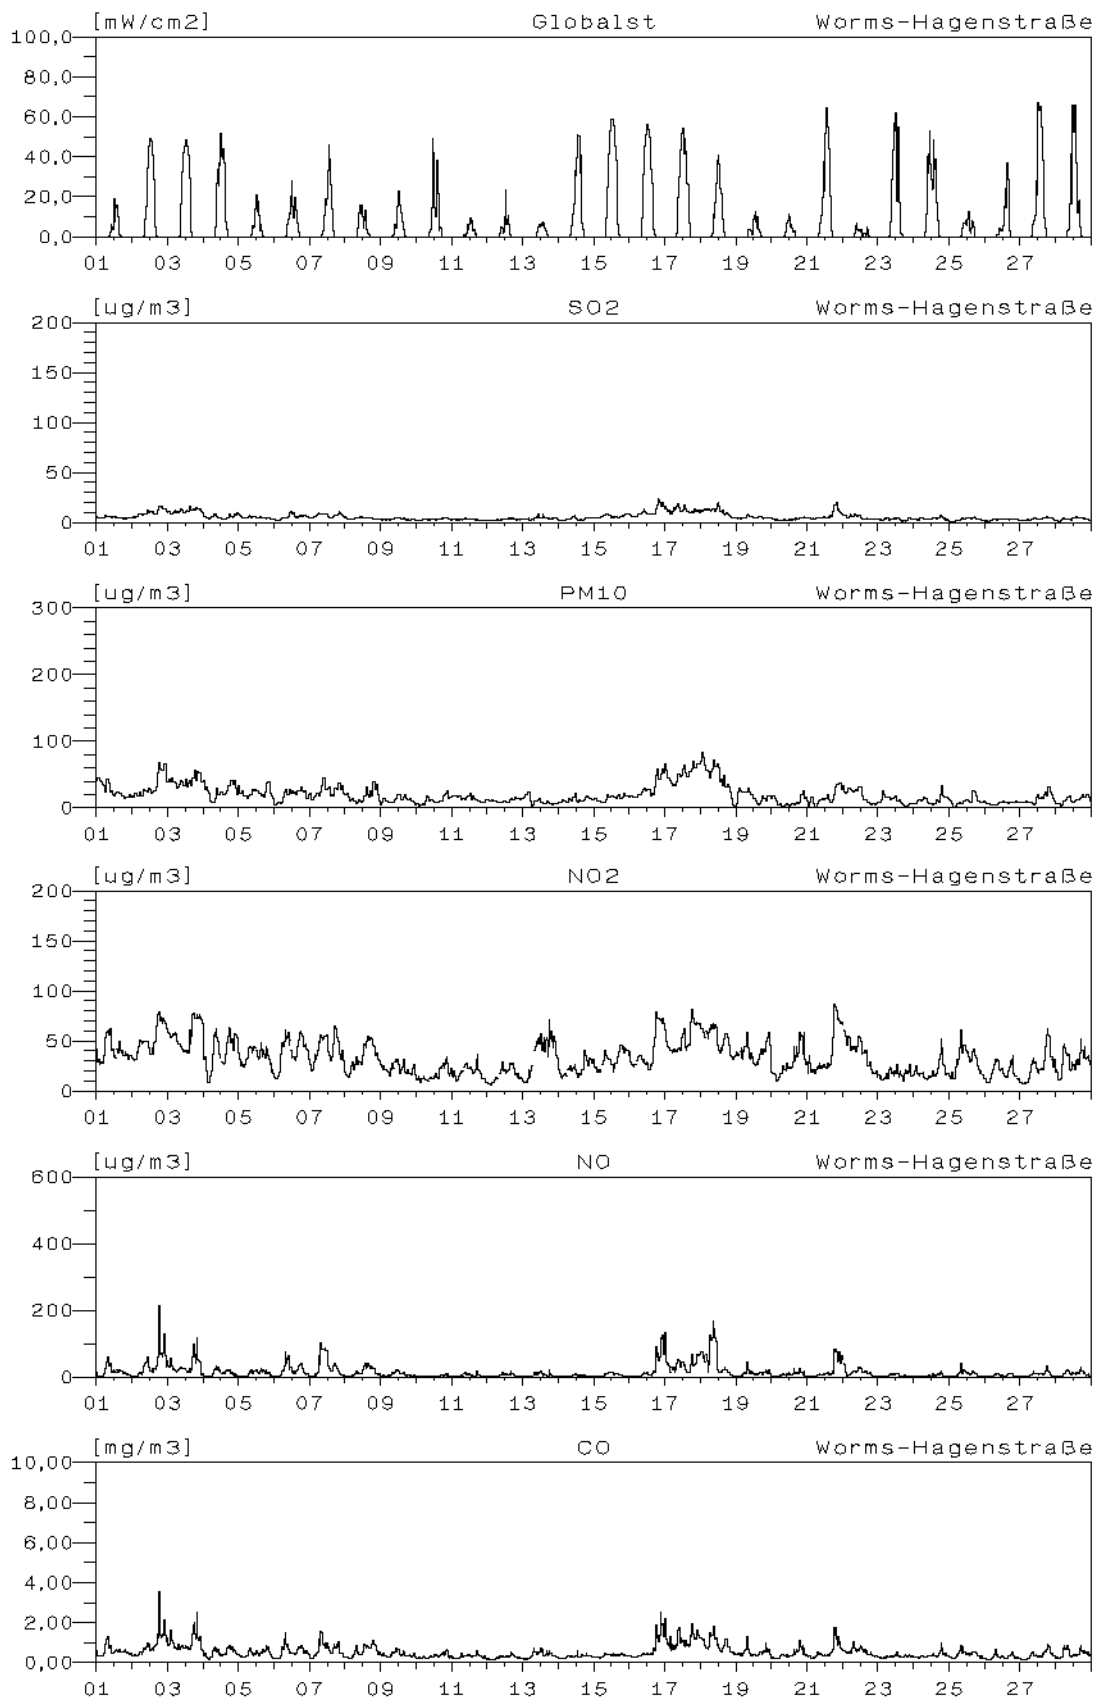 [mW/cm2] Globalst Worms-Hagenstraße
100,0
80,0
60,0
40,0
20,0
0,0
01 03 05 07 09 11 13 15 17 19 21 23 25 27
[ug/m3] SO2 Worms-Hagenstraße
200
150
100
50
0
01 03 05 07 09 11 13 15 17 19 21 23 25 27
[ug/m3] PM10 Worms-Hagenstraße
300
200
100
0
01 03 05 07 09 11 13 15 17 19 21 23 25 27
[ug/m3] NO2 Worms-Hagenstraße
200
150
100
50
0
01 03 05 07 09 11 13 15 17 19 21 23 25 27
[ug/m3] NO Worms-Hagenstraße
600
400
200
0
01 03 05 07 09 11 13 15 17 19 21 23 25 27
[mg/m3] CO Worms-Hagenstraße
10,00
8,00
6,00
4,00
2,00
0,00
01 03 05 07 09 11 13 15 17 19 21 23 25 27